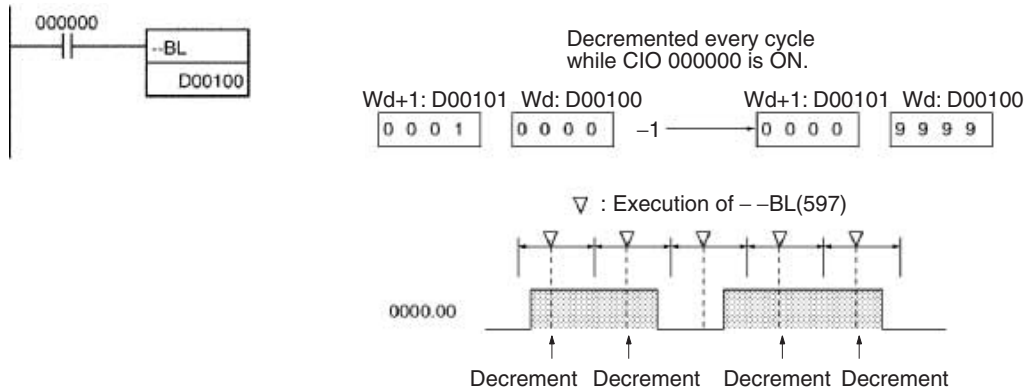 000000
--BL
D00100
Decremented every cycle
while CIO 000000 is ON.
Wd+1: D00101 Wd: D00100
Wd+1: D00101 Wd: D00100
0 0 0 1 0 0 0 0 –1 0 0 0 0 9 9 9 9
: Execution of – –BL(597)
0000.00
Decrement Decrement Decrement Decrement